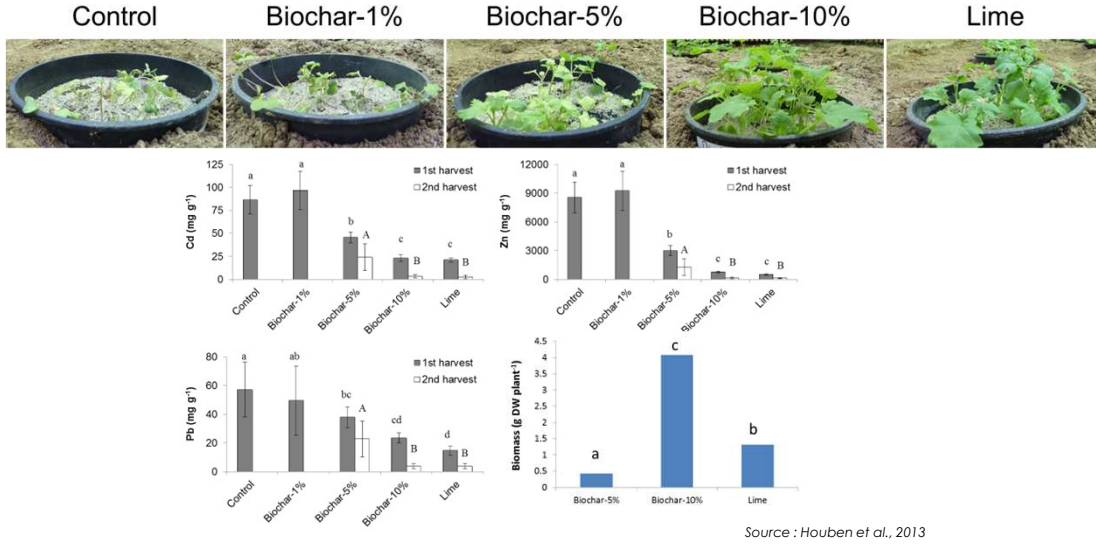 Control Biochar-1% Biochar-5% Biochar-10% Lime
Cd (mg g⁻¹)
125
100
75
50
25
0
a
a
b
A
c
B
c
B
1st harvest
2nd harvest
Control
Biochar-1%
Biochar-5%
Biochar-10%
Lime
Zn (mg g⁻¹)
12000
9000
6000
3000
0
a
a
b
A
c
B
c
B
1st harvest
2nd harvest
Control
Biochar-1%
Biochar-5%
Biochar-10%
Lime
Pb (mg g⁻¹)
80
60
40
20
0
a
ab
bc
A
cd
B
d
B
1st harvest
2nd harvest
Control
Biochar-1%
Biochar-5%
Biochar-10%
Lime
Biomass (g DW plant⁻¹)
4.5
4
3.5
3
2.5
2
1.5
1
0.5
0
a
c
b
Biochar-5% Biochar-10% Lime
Source : Houben et al., 2013